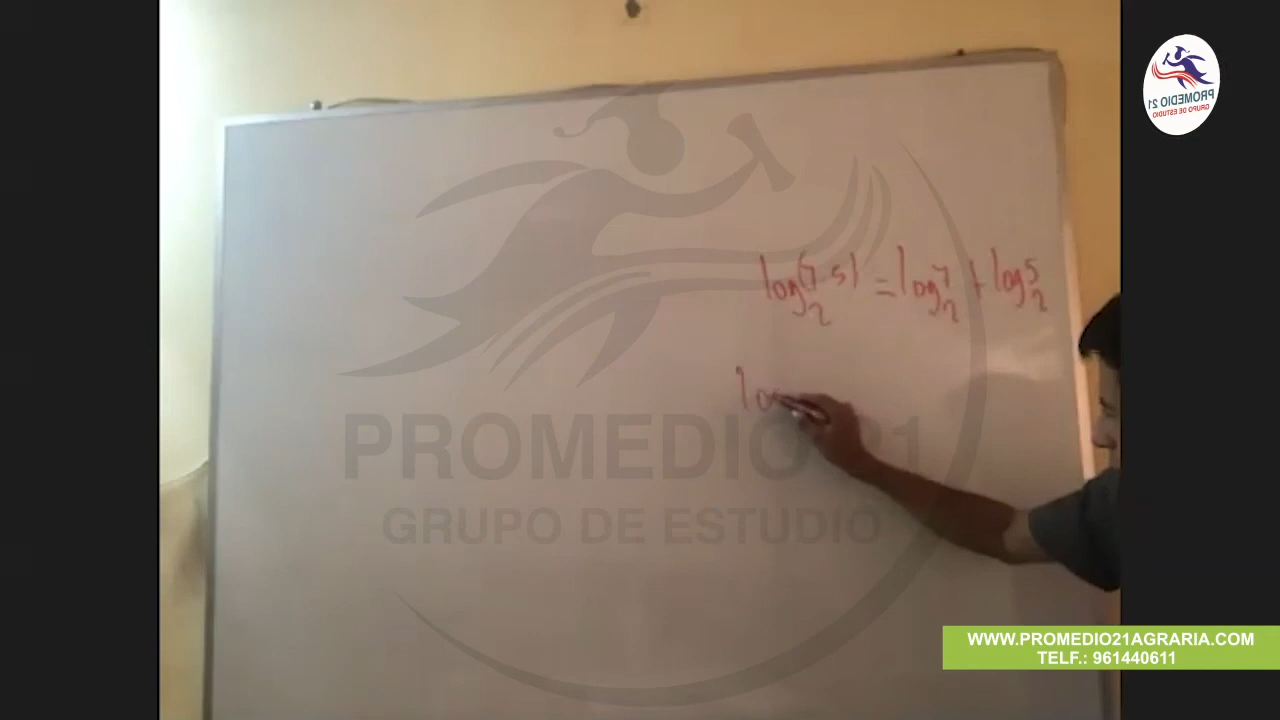 PROMEDIO 21
GRUPO DE ESTUDIO
log₂(7·5) = log₂7 + log₂5
log
PROMEDIO 21
GRUPO DE ESTUDIO
WWW.PROMEDIO21AGRARIA.COM
TELF.: 961440611